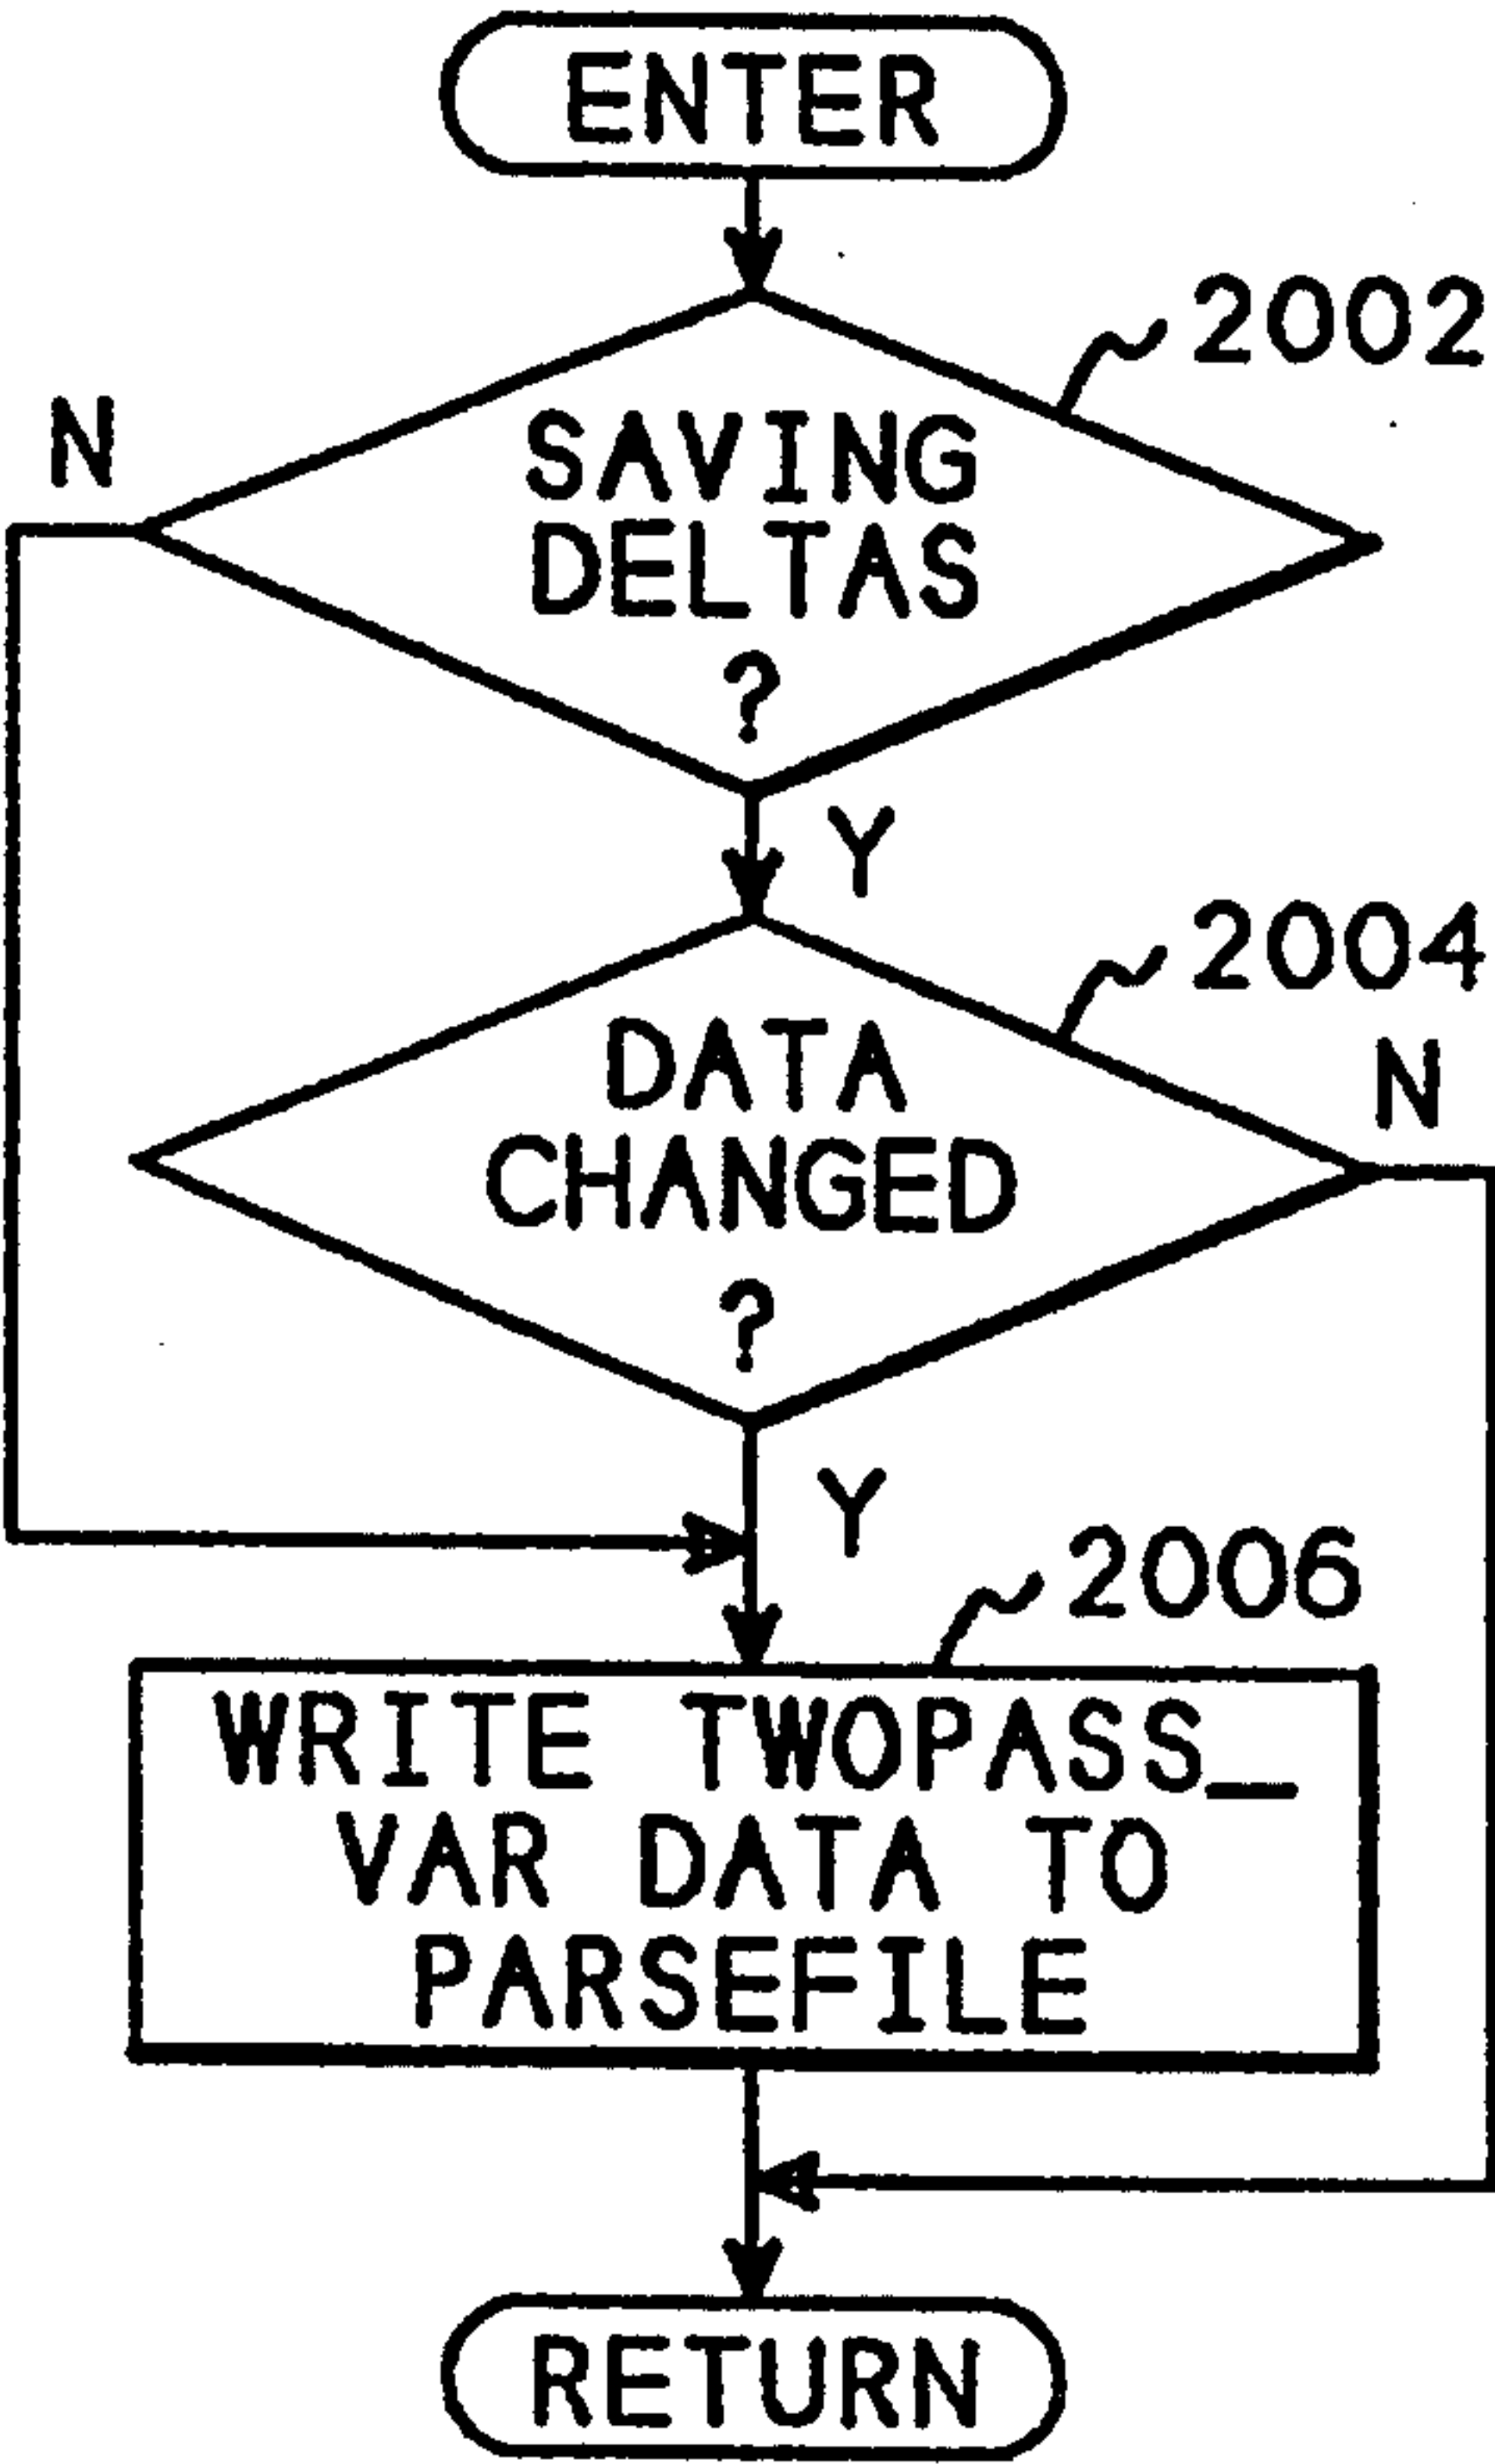 ENTER
2002
N
SAVING
DELTAS
?
Y
2004
N
DATA
CHANGED
?
Y
2006
WRITE TWOPASS_
VAR DATA TO
PARSEFILE
RETURN